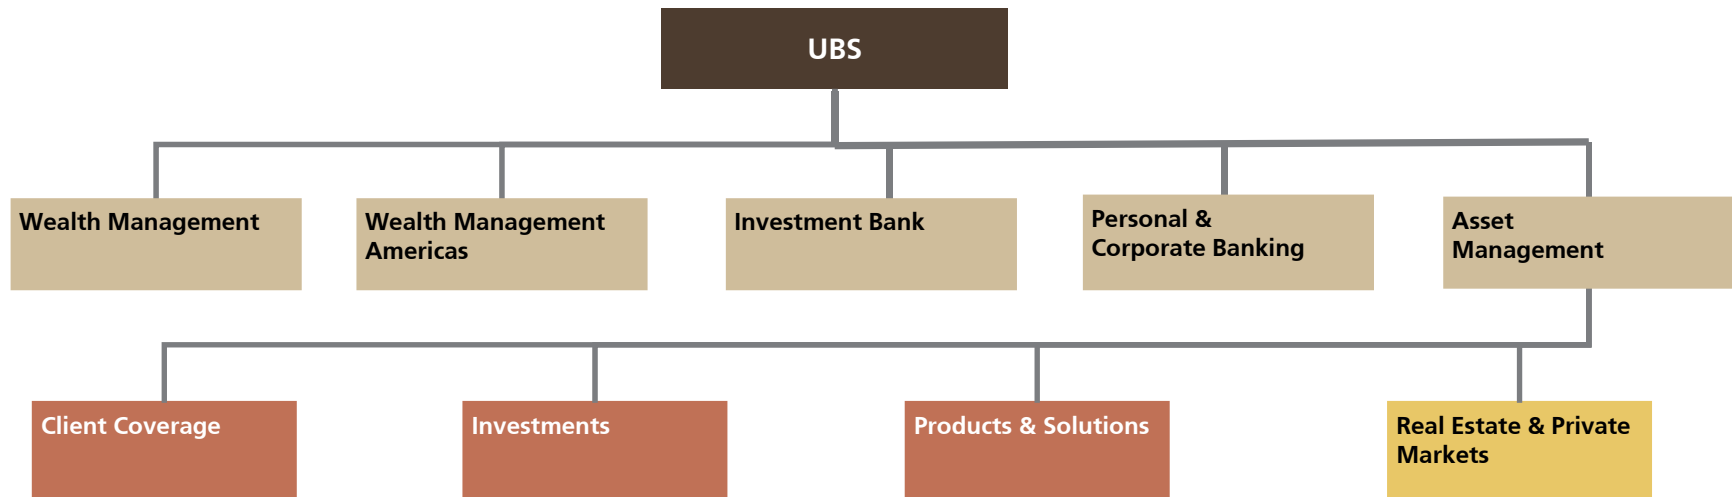 UBS
Wealth Management
Wealth Management
Americas
Investment Bank
Personal &
Corporate Banking
Asset
Management
Client Coverage
Investments
Products & Solutions
Real Estate & Private
Markets